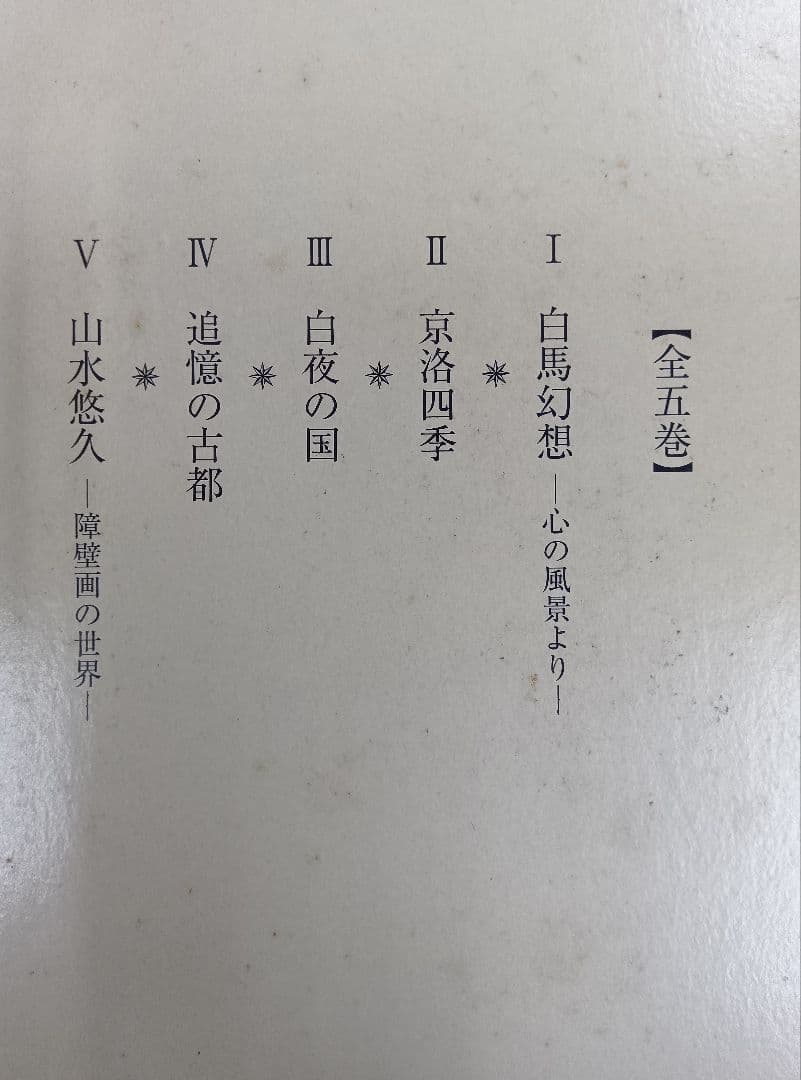 【全五巻】
Ⅰ 白馬幻想 ―心の風景より―
✴
Ⅱ 京洛四季
✴
Ⅲ 白夜の国
✴
Ⅳ 追憶の古都
✴
Ⅴ 山水悠久 ―障壁画の世界―